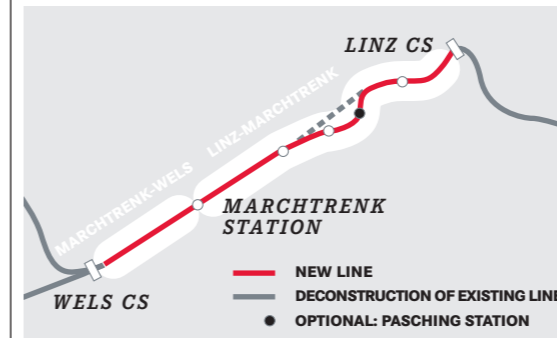 LINZ CS
LINZ-MARCHTRENK
MARCHTRENK-WELS
MARCHTRENK
STATION
WELS CS
NEW LINE
DECONSTRUCTION OF EXISTING LINE
OPTIONAL: PASCHING STATION